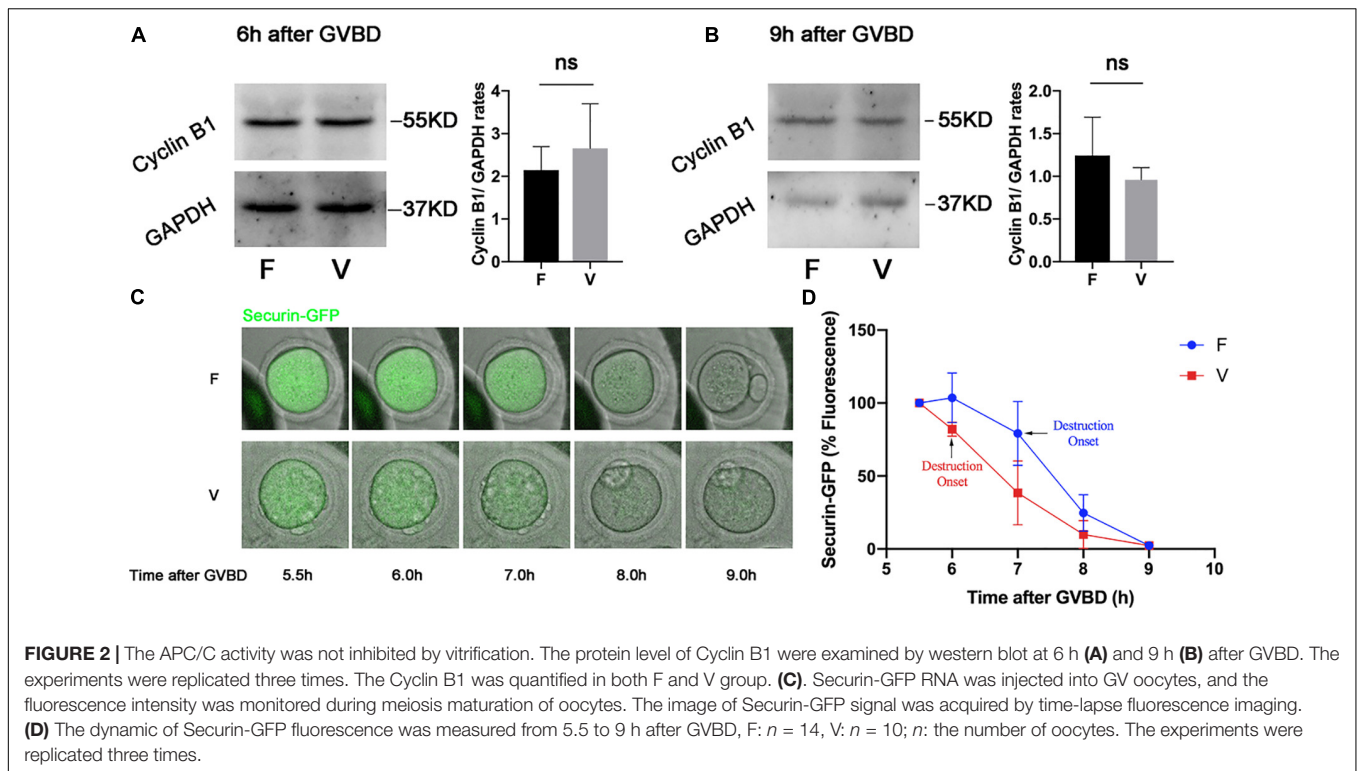 A
6h after GVBD
B
9h after GVBD
Cyclin B1
GAPDH
–55KD
–37KD
F V
ns
Cyclin B1/ GAPDH rates
4
3
2
1
0
F V
Cyclin B1
GAPDH
- 55KD
-37KD
F V
ns
Cyclin B1/ GAPDH rates
2.0
1.5
1.0
0.5
0.0
F V
C
Securin-GFP
F
V
Time after GVBD 5.5h 6.0h 7.0h 8.0h 9.0h
D
Securin-GFP (% Fluorescence)
150
100
50
0
5 6 7 8 9 10
Time after GVBD (h)
F
V
Destruction
Onset
Destruction
Onset
FIGURE 2 | The APC/C activity was not inhibited by vitrification. The protein level of Cyclin B1 were examined by western blot at 6 h (A) and 9 h (B) after GVBD. The
experiments were replicated three times. The Cyclin B1 was quantified in both F and V group. (C). Securin-GFP RNA was injected into GV oocytes, and the
fluorescence intensity was monitored during meiosis maturation of oocytes. The image of Securin-GFP signal was acquired by time-lapse fluorescence imaging.
(D) The dynamic of Securin-GFP fluorescence was measured from 5.5 to 9 h after GVBD, F: n = 14, V: n = 10; n: the number of oocytes. The experiments were
replicated three times.